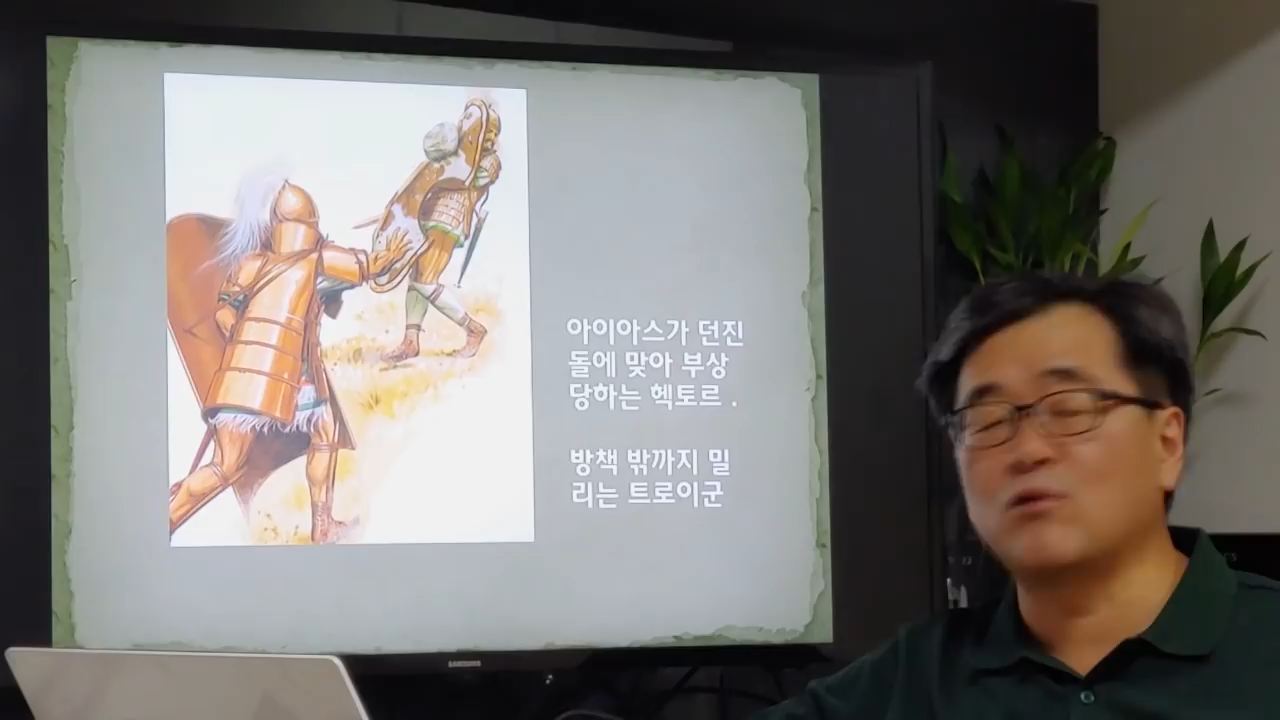 아이아스가 던진
돌에 맞아 부상
당하는 헥토르 .
방책 밖까지 밀
리는 트로이군
SAMSUNG